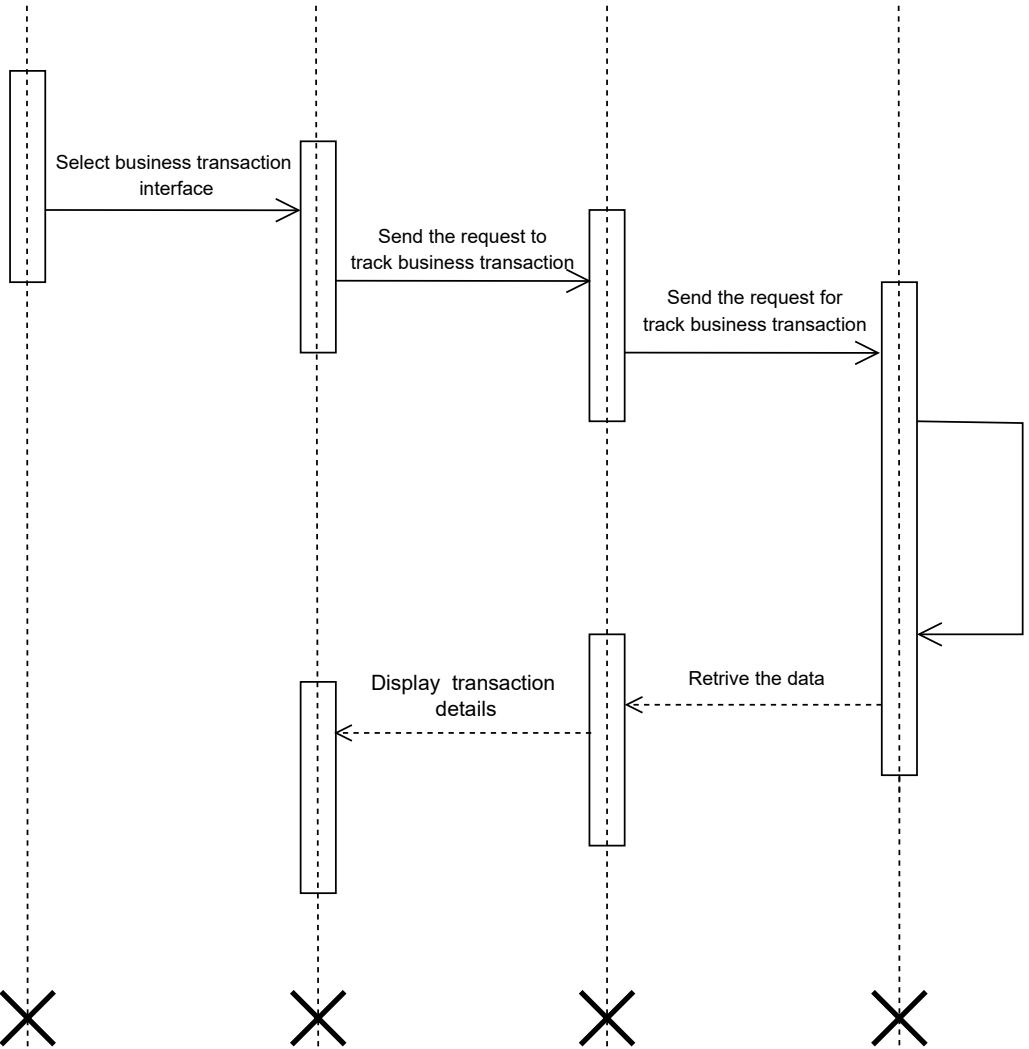 Select business transaction
interface
Send the request to
track business transaction
Send the request for
track business transaction
Retrive the data
Display  transaction
details